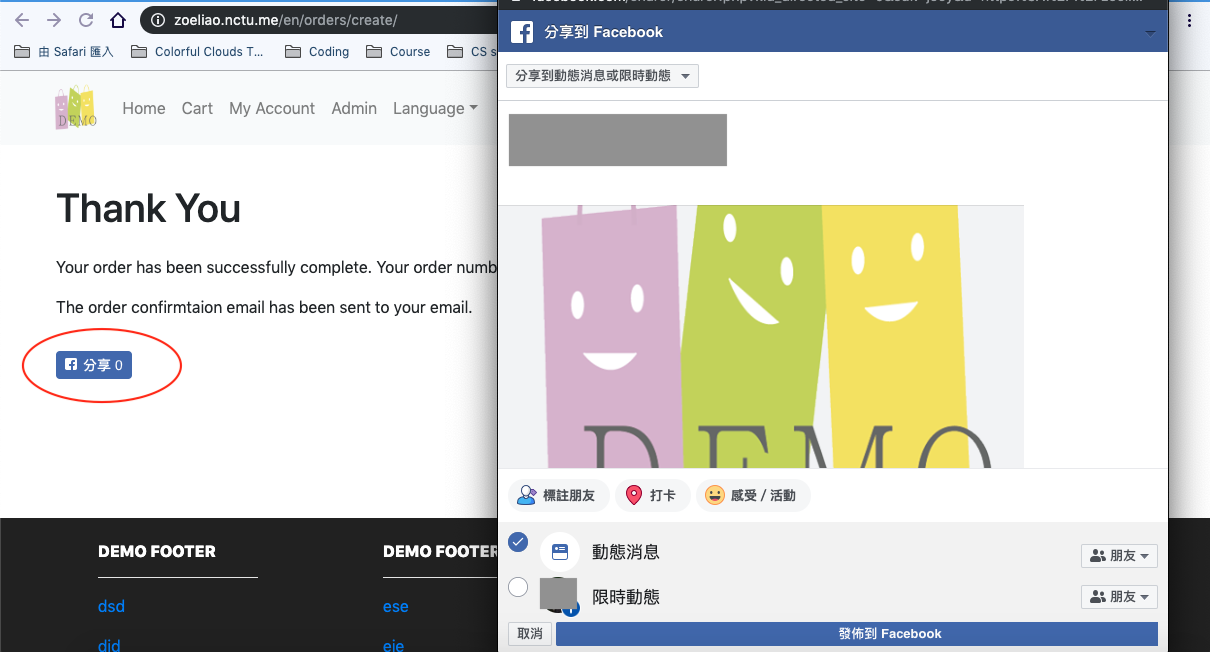 zoeliao.nctu.me/en/orders/create/
由 Safari 匯入
Colorful Clouds T...
Coding
Course
CS s
DEMO
Home
Cart
My Account
Admin
Language
Thank You
Your order has been successfully complete. Your order numb
The order confirmtaion email has been sent to your email.
分享 0
DEMO FOOTER
DEMO FOOTER
dsd
ese
did
eie
分享到 Facebook
分享到動態消息或限時動態
DEMO
標註朋友
打卡
感受 / 活動
動態消息
朋友
限時動態
朋友
取消
發佈到 Facebook